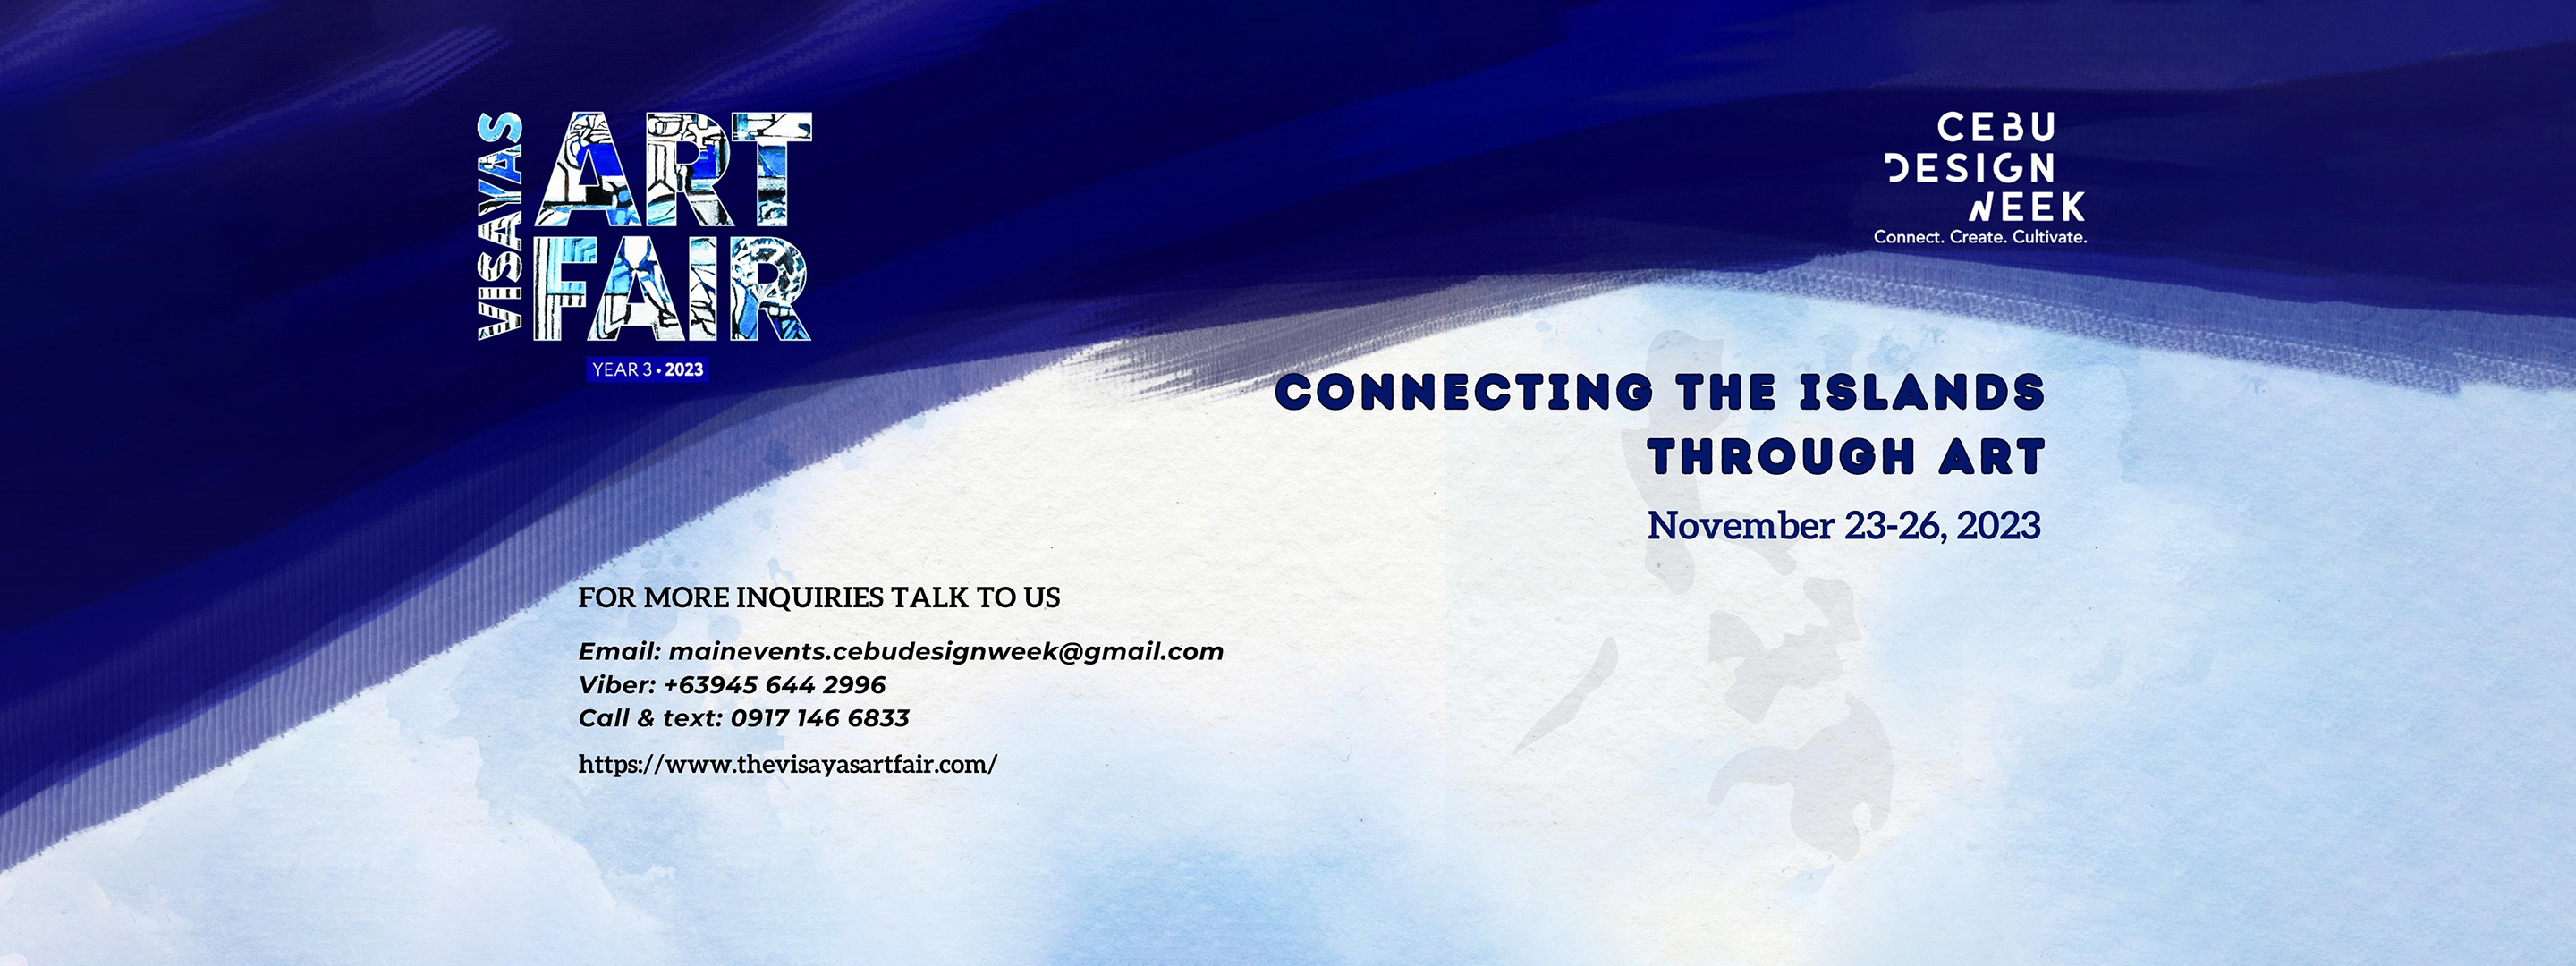 VISAYAS
ART
FAIR
YEAR 3 • 2023
CEBU
DESIGN
WEEK
Connect. Create. Cultivate.
CONNECTING THE ISLANDS
THROUGH ART
November 23-26, 2023
FOR MORE INQUIRIES TALK TO US
Email: mainevents.cebudesignweek@gmail.com
Viber: +63945 644 2996
Call & text: 0917 146 6833
https://www.thevisayasartfair.com/